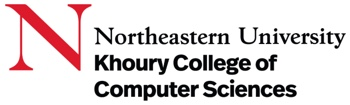 N Northeastern University
Khoury College of
Computer Sciences